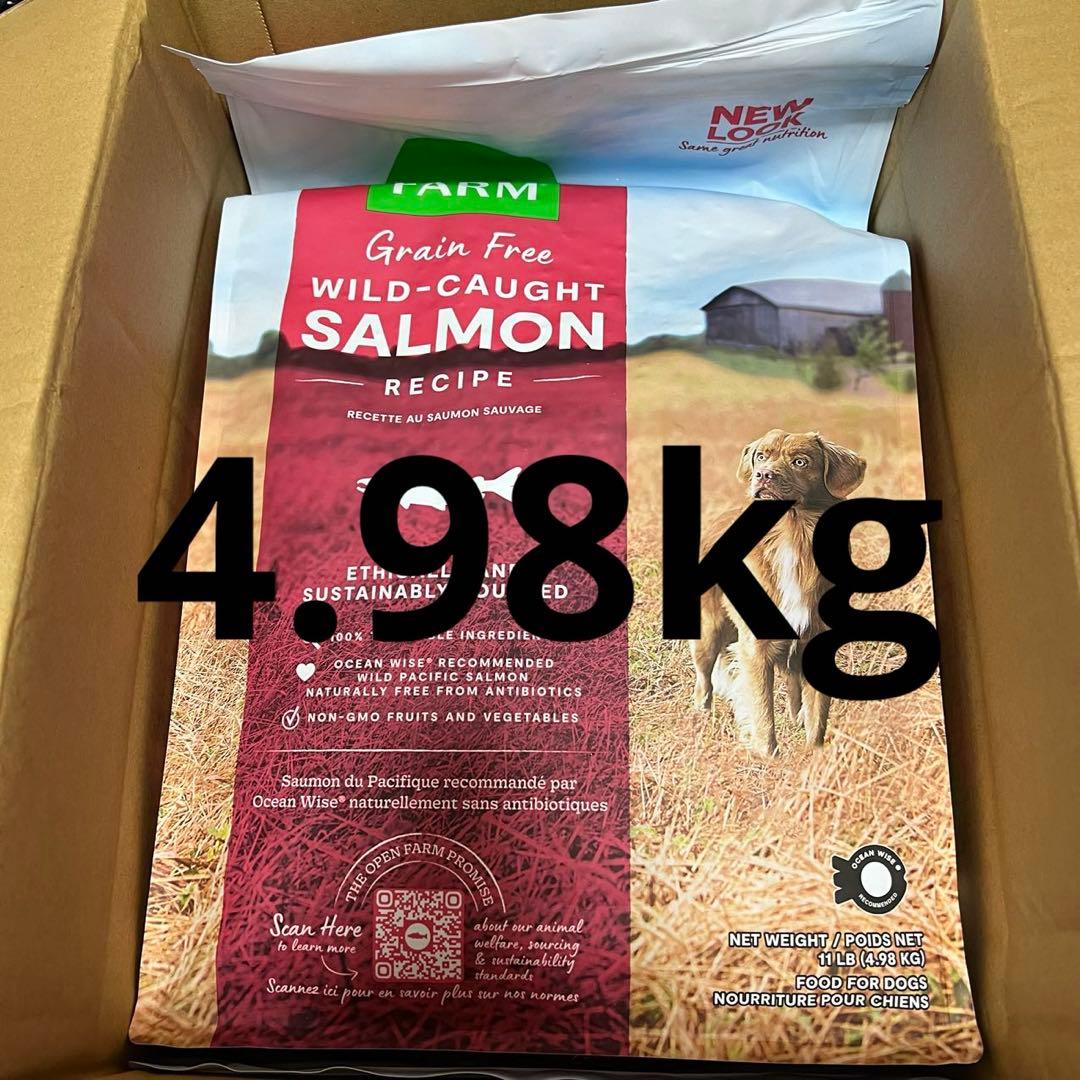 NEW
LOOK
Same great nutrition
FARM
Grain Free
WILD-CAUGHT
SALMON
RECIPE
RECETTE AU SAUMON SAUVAGE
4.98kg
SUSTAINABLY
100%
OCEAN WISE® RECOMMENDED
WILD PACIFIC SALMON
NATURALLY FREE FROM ANTIBIOTICS
NON-GMO FRUITS AND VEGETABLES
Saumon du Pacifique recommandé par
Ocean Wise® naturellement sans antibiotiques
THE OPEN FARM PROMISE
Scan Here
to learn more
about our animal
welfare, sourcing
& sustainability
standards
Scannez ici pour en savoir plus sur nos normes
OCEAN WISE®
RECOMMENDED
NET WEIGHT / POIDS NET
11 LB (4.98 KG)
FOOD FOR DOGS
NOURRITURE POUR CHIENS